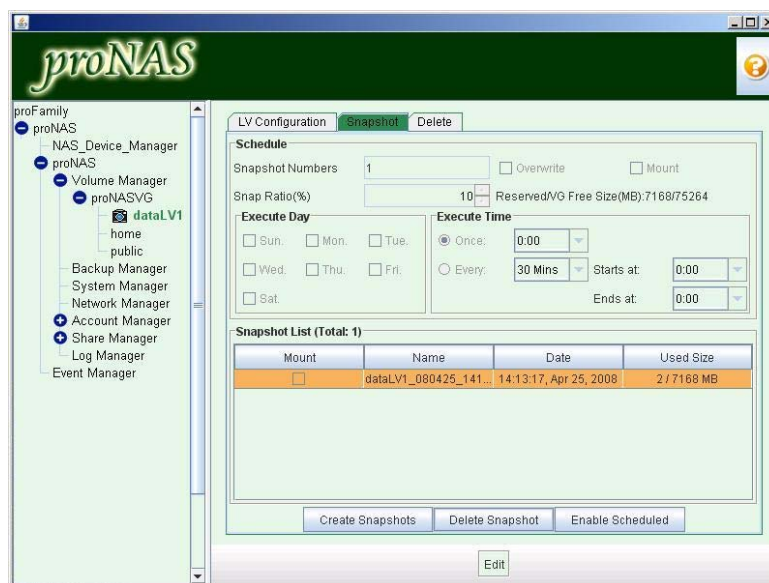 proNAS
proFamily
proNAS
NAS_Device_Manager
proNAS
Volume Manager
proNASVG
dataLV1
home
public
Backup Manager
System Manager
Network Manager
Account Manager
Share Manager
Log Manager
Event Manager
LV Configuration Snapshot Delete
Schedule
Snapshot Numbers 1 Overwrite Mount
Snap Ratio(%) 10 Reserved/VG Free Size(MB):7168/75264
Execute Day Execute Time
Sun. Mon. Tue. Once: 0:00
Wed. Thu. Fri. Every: 30 Mins Starts at: 0:00
Sat. Ends at: 0:00
Snapshot List (Total: 1)
Mount Name Date Used Size
dataLV1_080425_141... 14:13:17, Apr 25, 2008 2 / 7168 MB
Create Snapshots Delete Snapshot Enable Scheduled
Edit